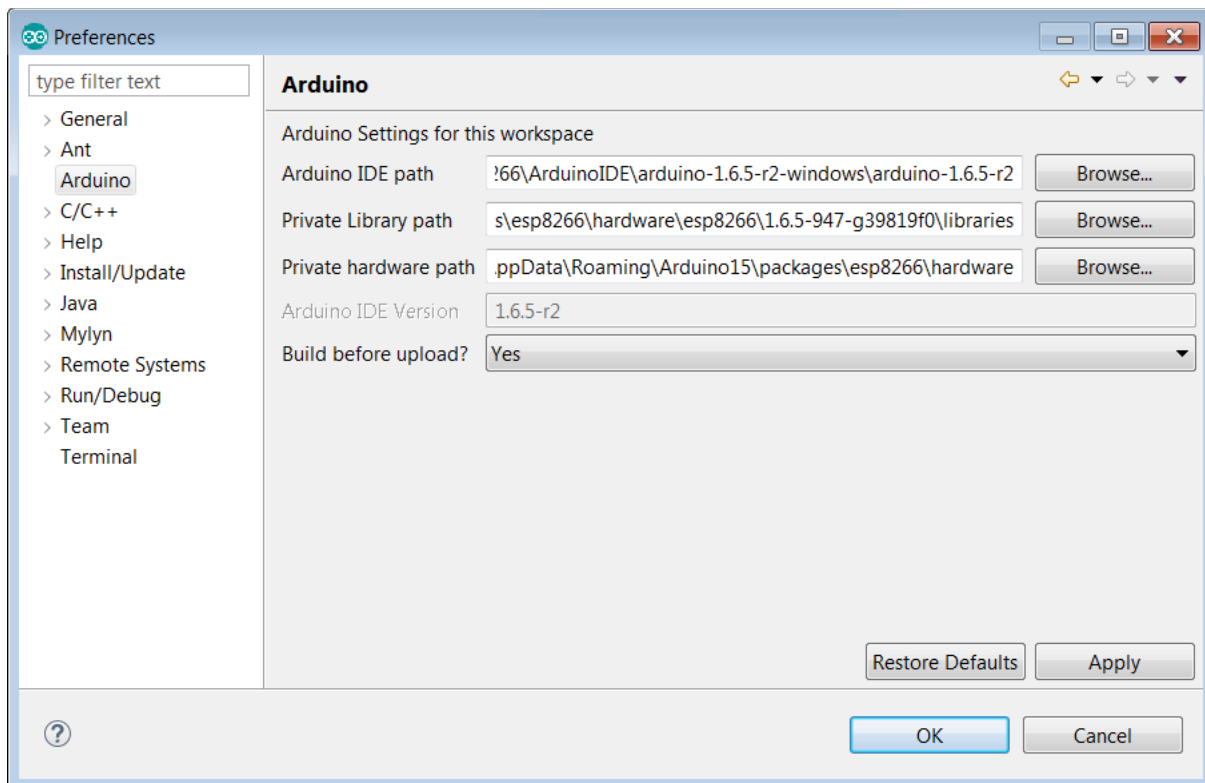 Preferences
type filter text
General
Ant
Arduino
C/C++
Help
Install/Update
Java
Mylyn
Remote Systems
Run/Debug
Team
Terminal
Arduino
Arduino Settings for this workspace
Arduino IDE path 266\ArduinoIDE\arduino-1.6.5-r2-windows\arduino-1.6.5-r2 Browse...
Private Library path s\esp8266\hardware\esp8266\1.6.5-947-g39819f0\libraries Browse...
Private hardware path ppData\Roaming\Arduino15\packages\esp8266\hardware Browse...
Arduino IDE Version 1.6.5-r2
Build before upload? Yes
Restore Defaults Apply
? OK Cancel